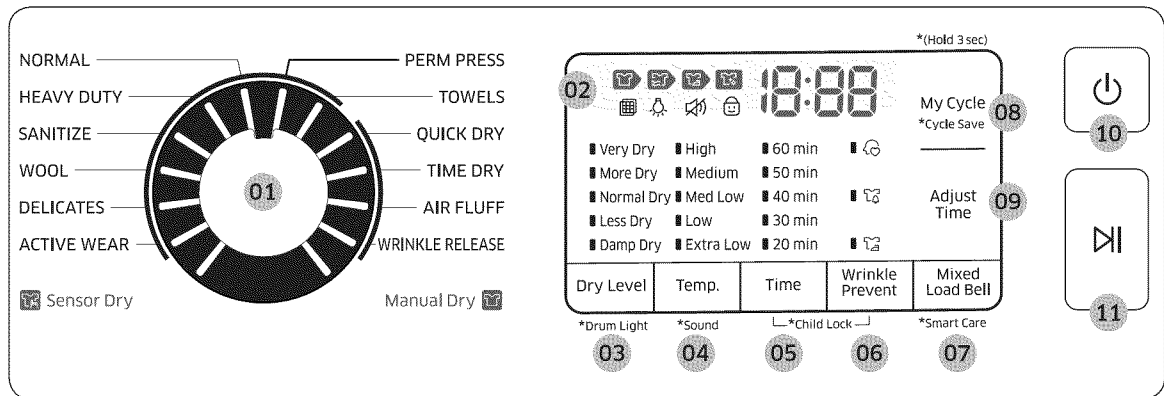 NORMAL
HEAVY DUTY
SANITIZE
WOOL
DELICATES
ACTIVE WEAR
Sensor Dry
PERM PRESS
TOWELS
QUICK DRY
TIME DRY
AIR FLUFF
WRINKLE RELEASE
Manual Dry
01
02
18:88
Very Dry High 60 min
More Dry Medium 50 min
Normal Dry Med Low 40 min
Less Dry Low 30 min
Damp Dry Extra Low 20 min
Dry Level
Temp.
Time
Wrinkle
Prevent
Mixed
Load Bell
*Drum Light
*Sound
*Child Lock
*Smart Care
03
04
05
06
07
*(Hold 3 sec)
My Cycle
*Cycle Save
08
Adjust
Time
09
10
11